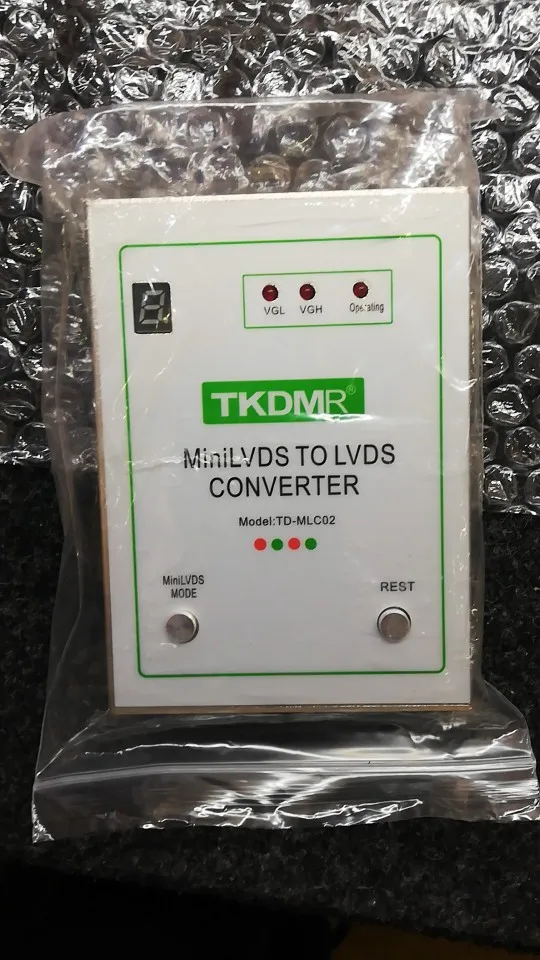 VGL VGH Operating
TKDMR®
MiniLVDS TO LVDS
CONVERTER
Model:TD-MLC02
MiniLVDS
MODE
REST